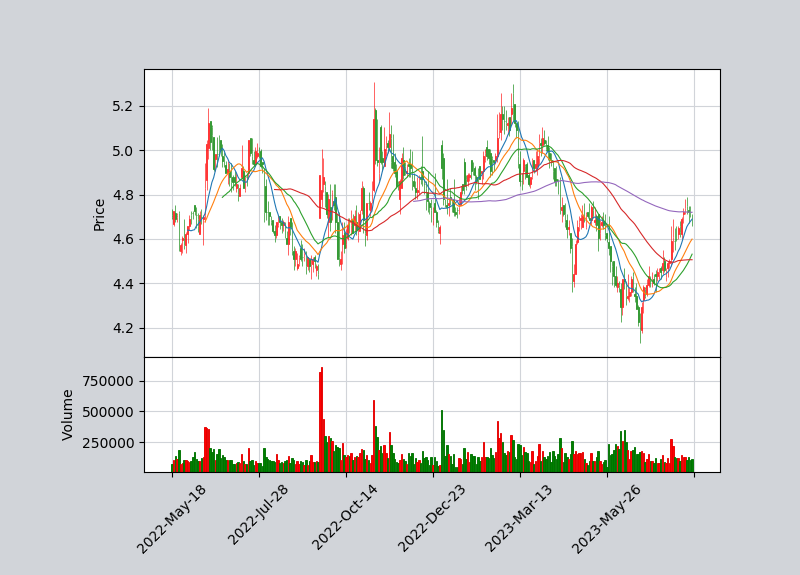 5.2
5.0
4.8
4.6
4.4
4.2
Price
750000
500000
250000
Volume
2022-May-18
2022-Jul-28
2022-Oct-14
2022-Dec-23
2023-Mar-13
2023-May-26